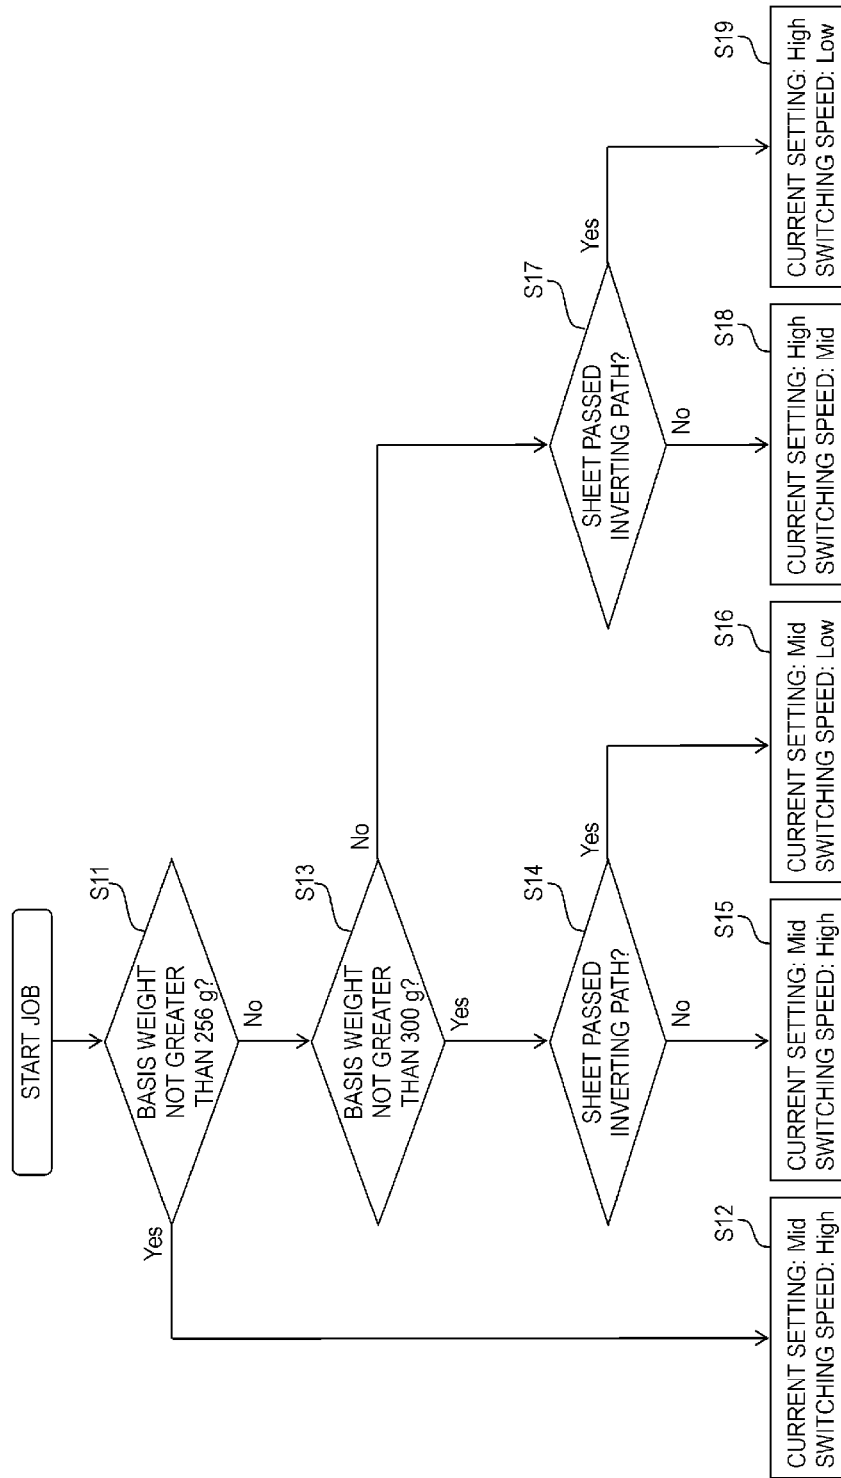 START JOB
S11
BASIS WEIGHT
NOT GREATER
THAN 256 g?
Yes
No
S13
BASIS WEIGHT
NOT GREATER
THAN 300 g?
No
Yes
S14
SHEET PASSED
INVERTING PATH?
Yes
No
S17
SHEET PASSED
INVERTING PATH?
Yes
No
S12
CURRENT SETTING: Mid
SWITCHING SPEED: High
S15
CURRENT SETTING: Mid
SWITCHING SPEED: High
S16
CURRENT SETTING: Mid
SWITCHING SPEED: Low
S18
CURRENT SETTING: High
SWITCHING SPEED: Mid
S19
CURRENT SETTING: High
SWITCHING SPEED: Low